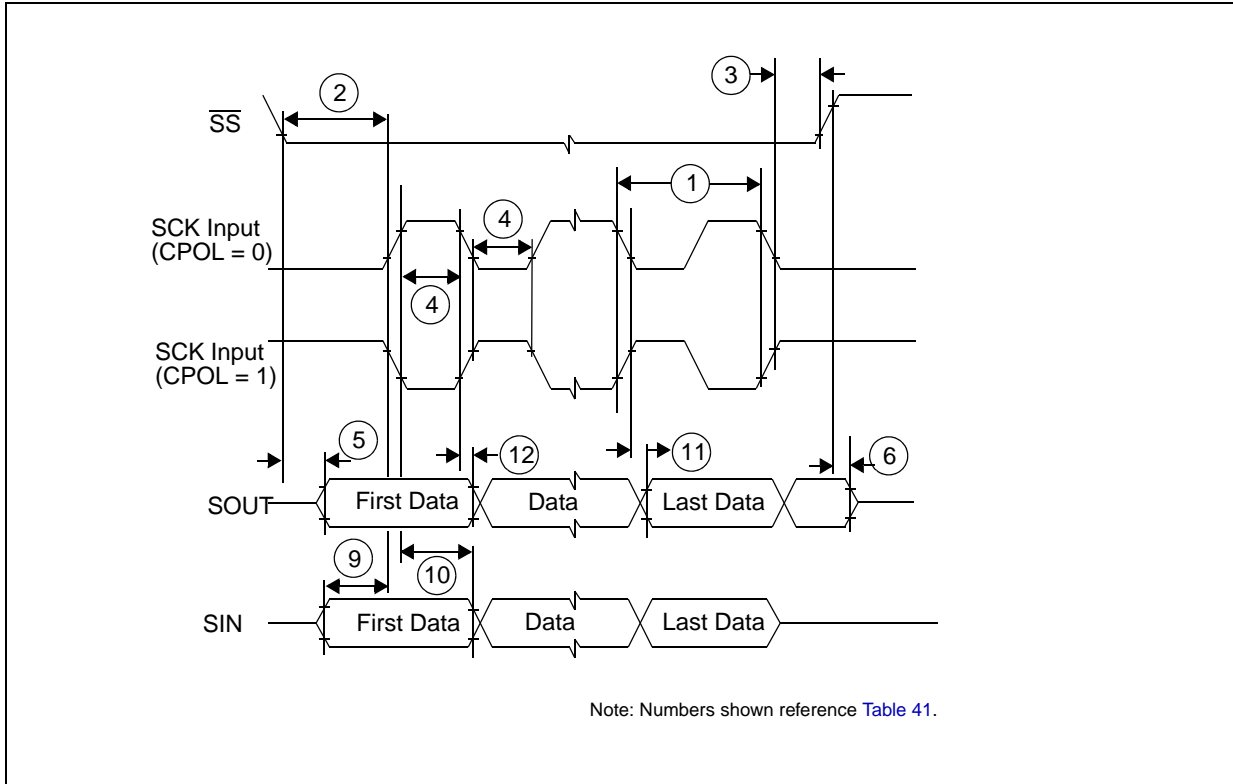 3
2
SS
1
4
SCK Input
(CPOL = 0)
4
SCK Input
(CPOL = 1)
5
12
11
6
SOUT
First Data
Data
Last Data
9
10
SIN
First Data
Data
Last Data
Note: Numbers shown reference Table 41.